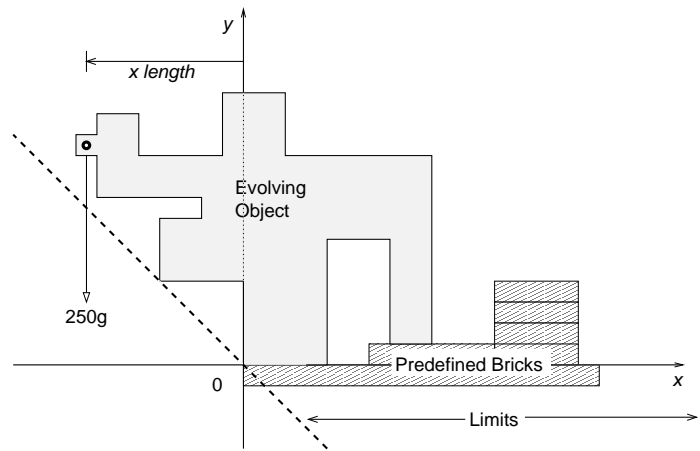 y
x length
Evolving
Object
250g
Predefined Bricks
0
x
Limits